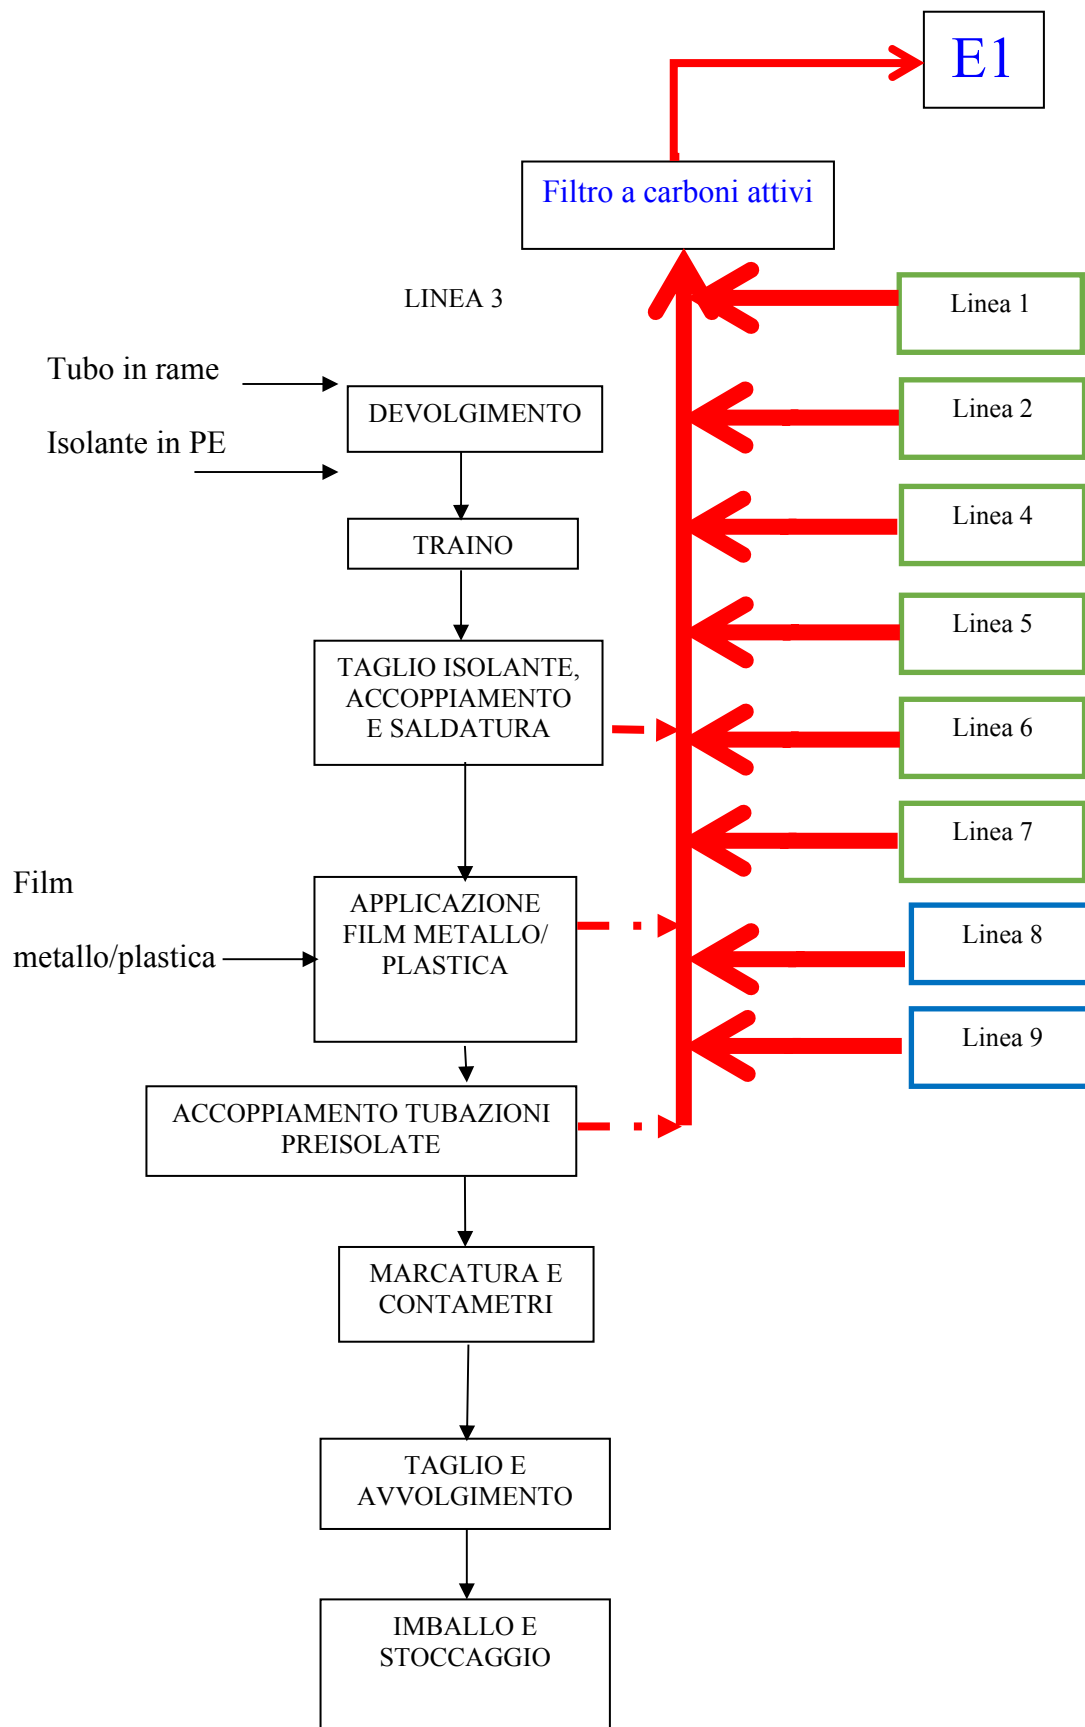 E1
Filtro a carboni attivi
LINEA 3
Linea 1
Tubo in rame
DEVOLGIMENTO
Linea 2
Isolante in PE
TRAINO
Linea 4
Linea 5
TAGLIO ISOLANTE,
ACCOPPIAMENTO
E SALDATURA
Linea 6
Linea 7
Film
metallo/plastica
APPLICAZIONE
FILM METALLO/
PLASTICA
Linea 8
Linea 9
ACCOPPIAMENTO TUBAZIONI
PREISOLATE
MARCATURA E
CONTAMETRI
TAGLIO E
AVVOLGIMENTO
IMBALLO E
STOCCAGGIO